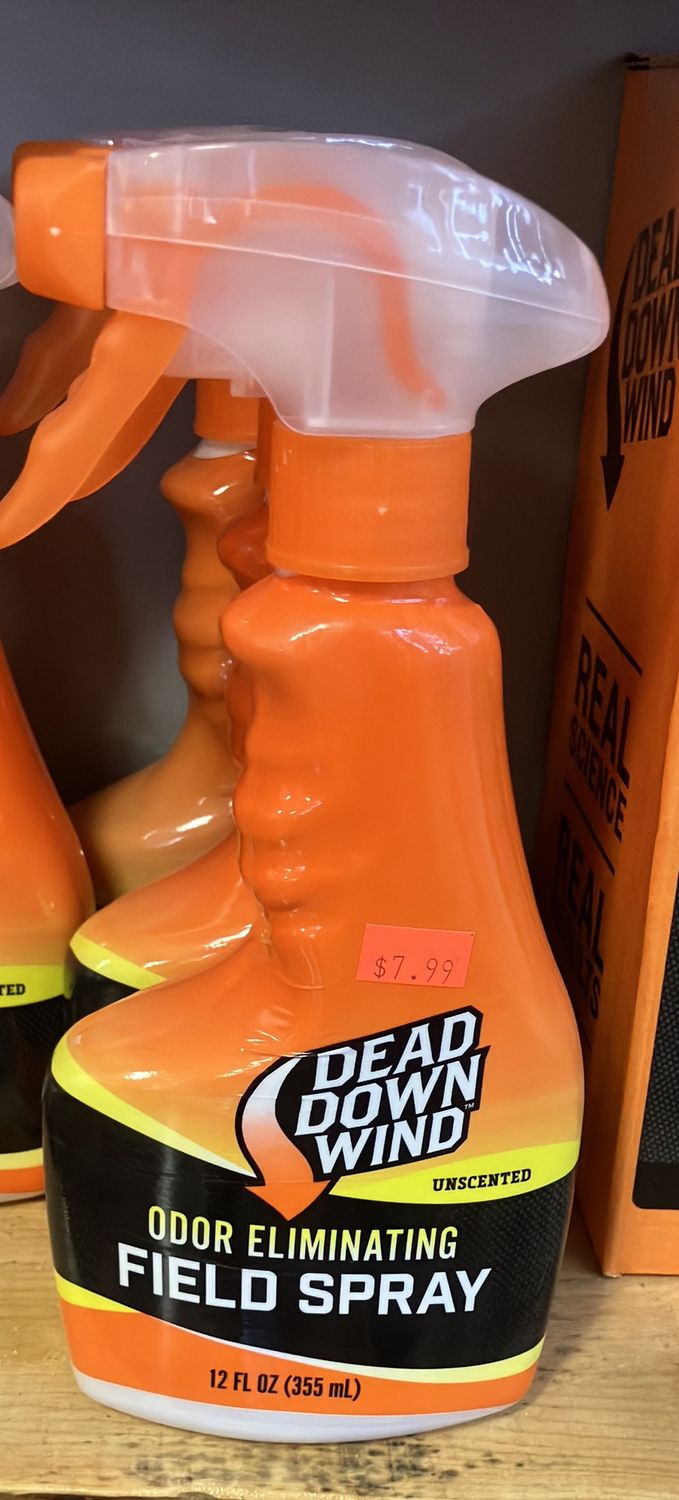 $7.99
DEAD
DOWN
WIND™
UNSCENTED
ODOR ELIMINATING
FIELD SPRAY
12 FL OZ (355 mL)
TED
DEAD
DOWN
WIND
REAL
SCIENCE
REAL